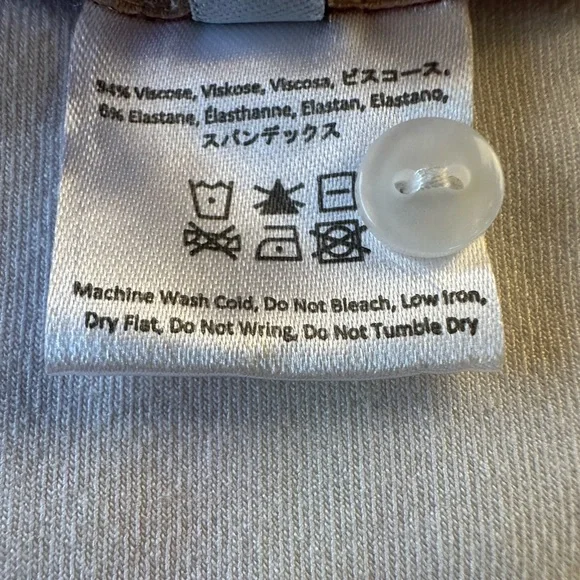 94% Viscose, Viskose, Viscosa, ビスコース,
6% Elastane, Élasthanne, Elastan, Elastano,
スパンデックス
Machine Wash Cold, Do Not Bleach, Low Iron,
Dry Flat, Do Not Wring, Do Not Tumble Dry